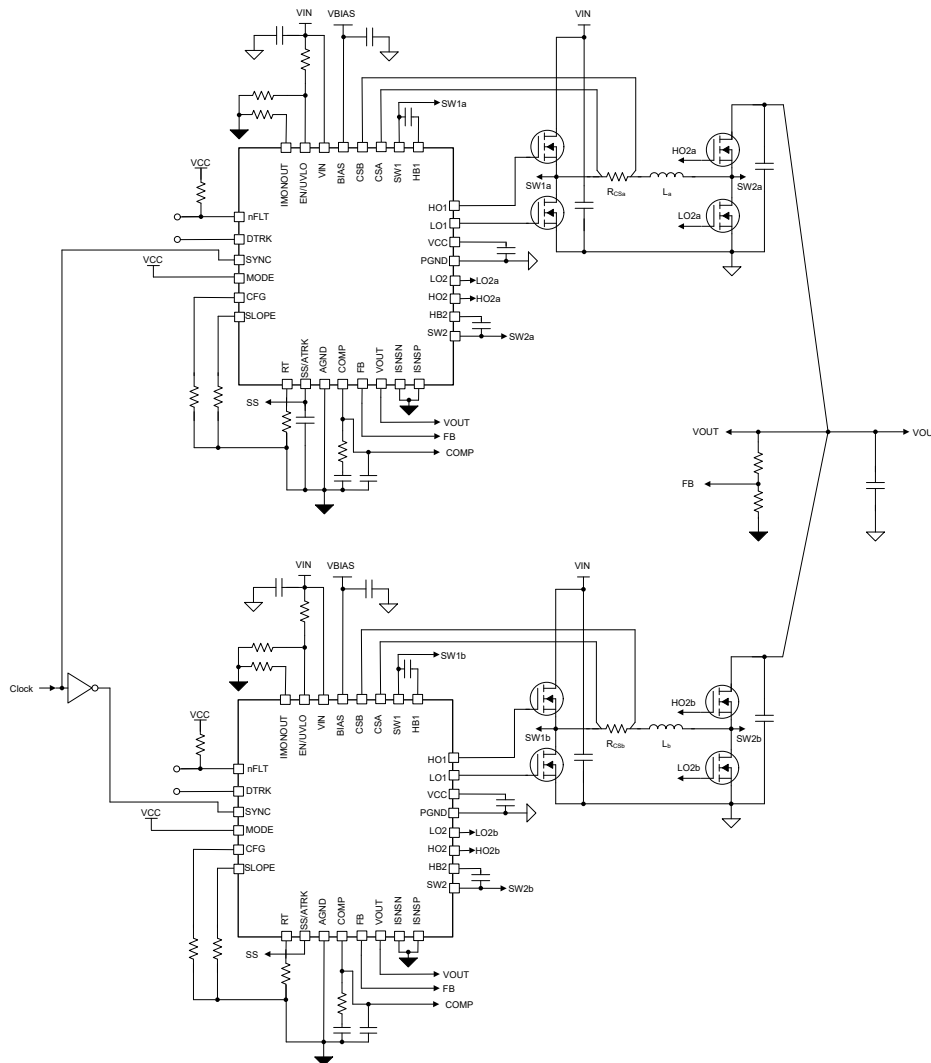 VIN
VBIAS
VIN
SW1a
IMONOUT
EN/UVLO
VIN
BIAS
CSB
CSA
SW1
HB1
VCC
nFLT
DTRK
SYNC
VCC
MODE
CFG
SLOPE
HO1
LO1
VCC
PGND
LO2
LO2a
HO2
HO2a
HB2
SW2
SW2a
RT
SS/ATRK
AGND
COMP
FB
VOUT
ISNSN
ISNSP
SS
VOUT
FB
COMP
SW1a
RCSa
La
HO2a
SW2a
LO2a
VOUT
VOU
FB
VIN
VBIAS
VIN
SW1b
Clock
IMONOUT
EN/UVLO
VIN
BIAS
CSB
CSA
SW1
HB1
VCC
nFLT
DTRK
SYNC
VCC
MODE
CFG
SLOPE
HO1
LO1
VCC
PGND
LO2
LO2b
HO2
HO2b
HB2
SW2
SW2b
RT
SS/ATRK
AGND
COMP
FB
VOUT
ISNSN
ISNSP
SS
VOUT
FB
COMP
SW1b
RCSb
Lb
HO2b
SW2b
LO2b